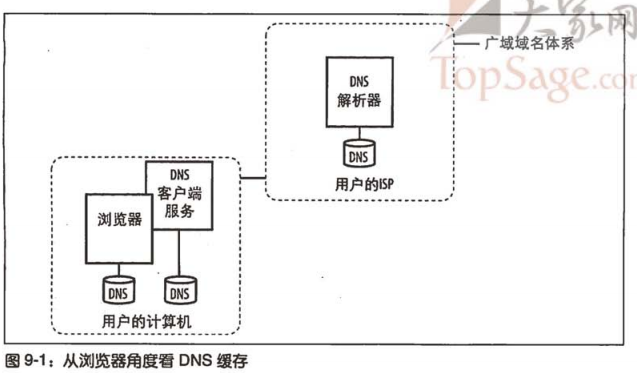 大家网
TopSage.com
广域域名体系
DNS
解析器
DNS
用户的ISP
DNS
客户端
服务
浏览器
DNS
DNS
用户的计算机
图 9-1：从浏览器角度看 DNS 缓存